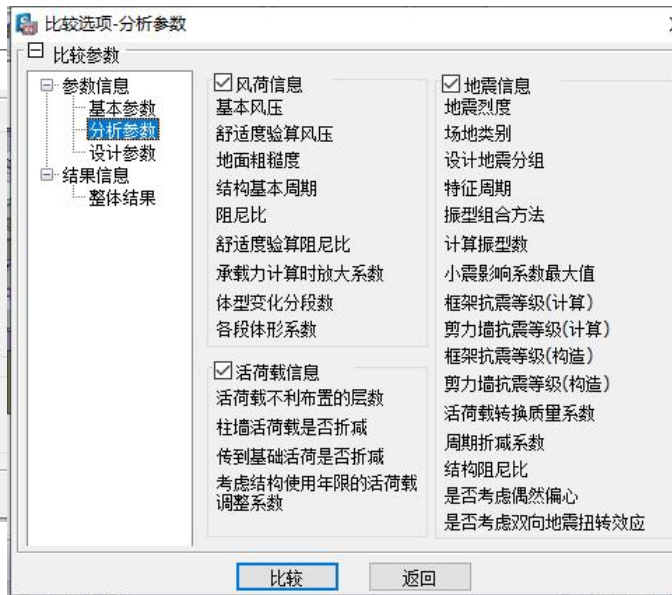 比较选项-分析参数
比较参数
参数信息
基本参数
分析参数
设计参数
结果信息
整体结果
风荷信息
基本风压
舒适度验算风压
地面粗糙度
结构基本周期
阻尼比
舒适度验算阻尼比
承载力计算时放大系数
体型变化分段数
各段体形系数
活荷载信息
活荷载不利布置的层数
柱墙活荷载是否折减
传到基础活荷是否折减
考虑结构使用年限的活荷载
调整系数
地震信息
地震烈度
场地类别
设计地震分组
特征周期
振型组合方法
计算振型数
小震影响系数最大值
框架抗震等级(计算)
剪力墙抗震等级(计算)
框架抗震等级(构造)
剪力墙抗震等级(构造)
活荷载转换质量系数
周期折减系数
结构阻尼比
是否考虑偶然偏心
是否考虑双向地震扭转效应
比较
返回